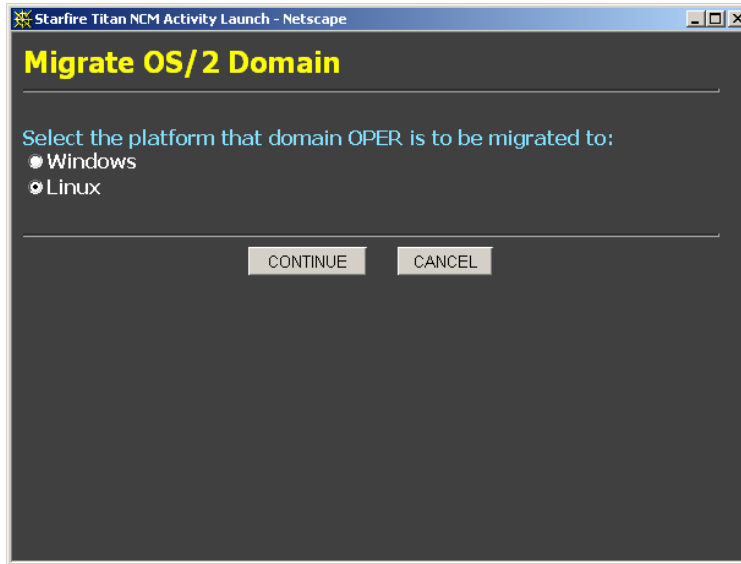 Starfire Titan NCM Activity Launch - Netscape
Migrate OS/2 Domain
Select the platform that domain OPER is to be migrated to:
Windows
Linux
CONTINUE CANCEL